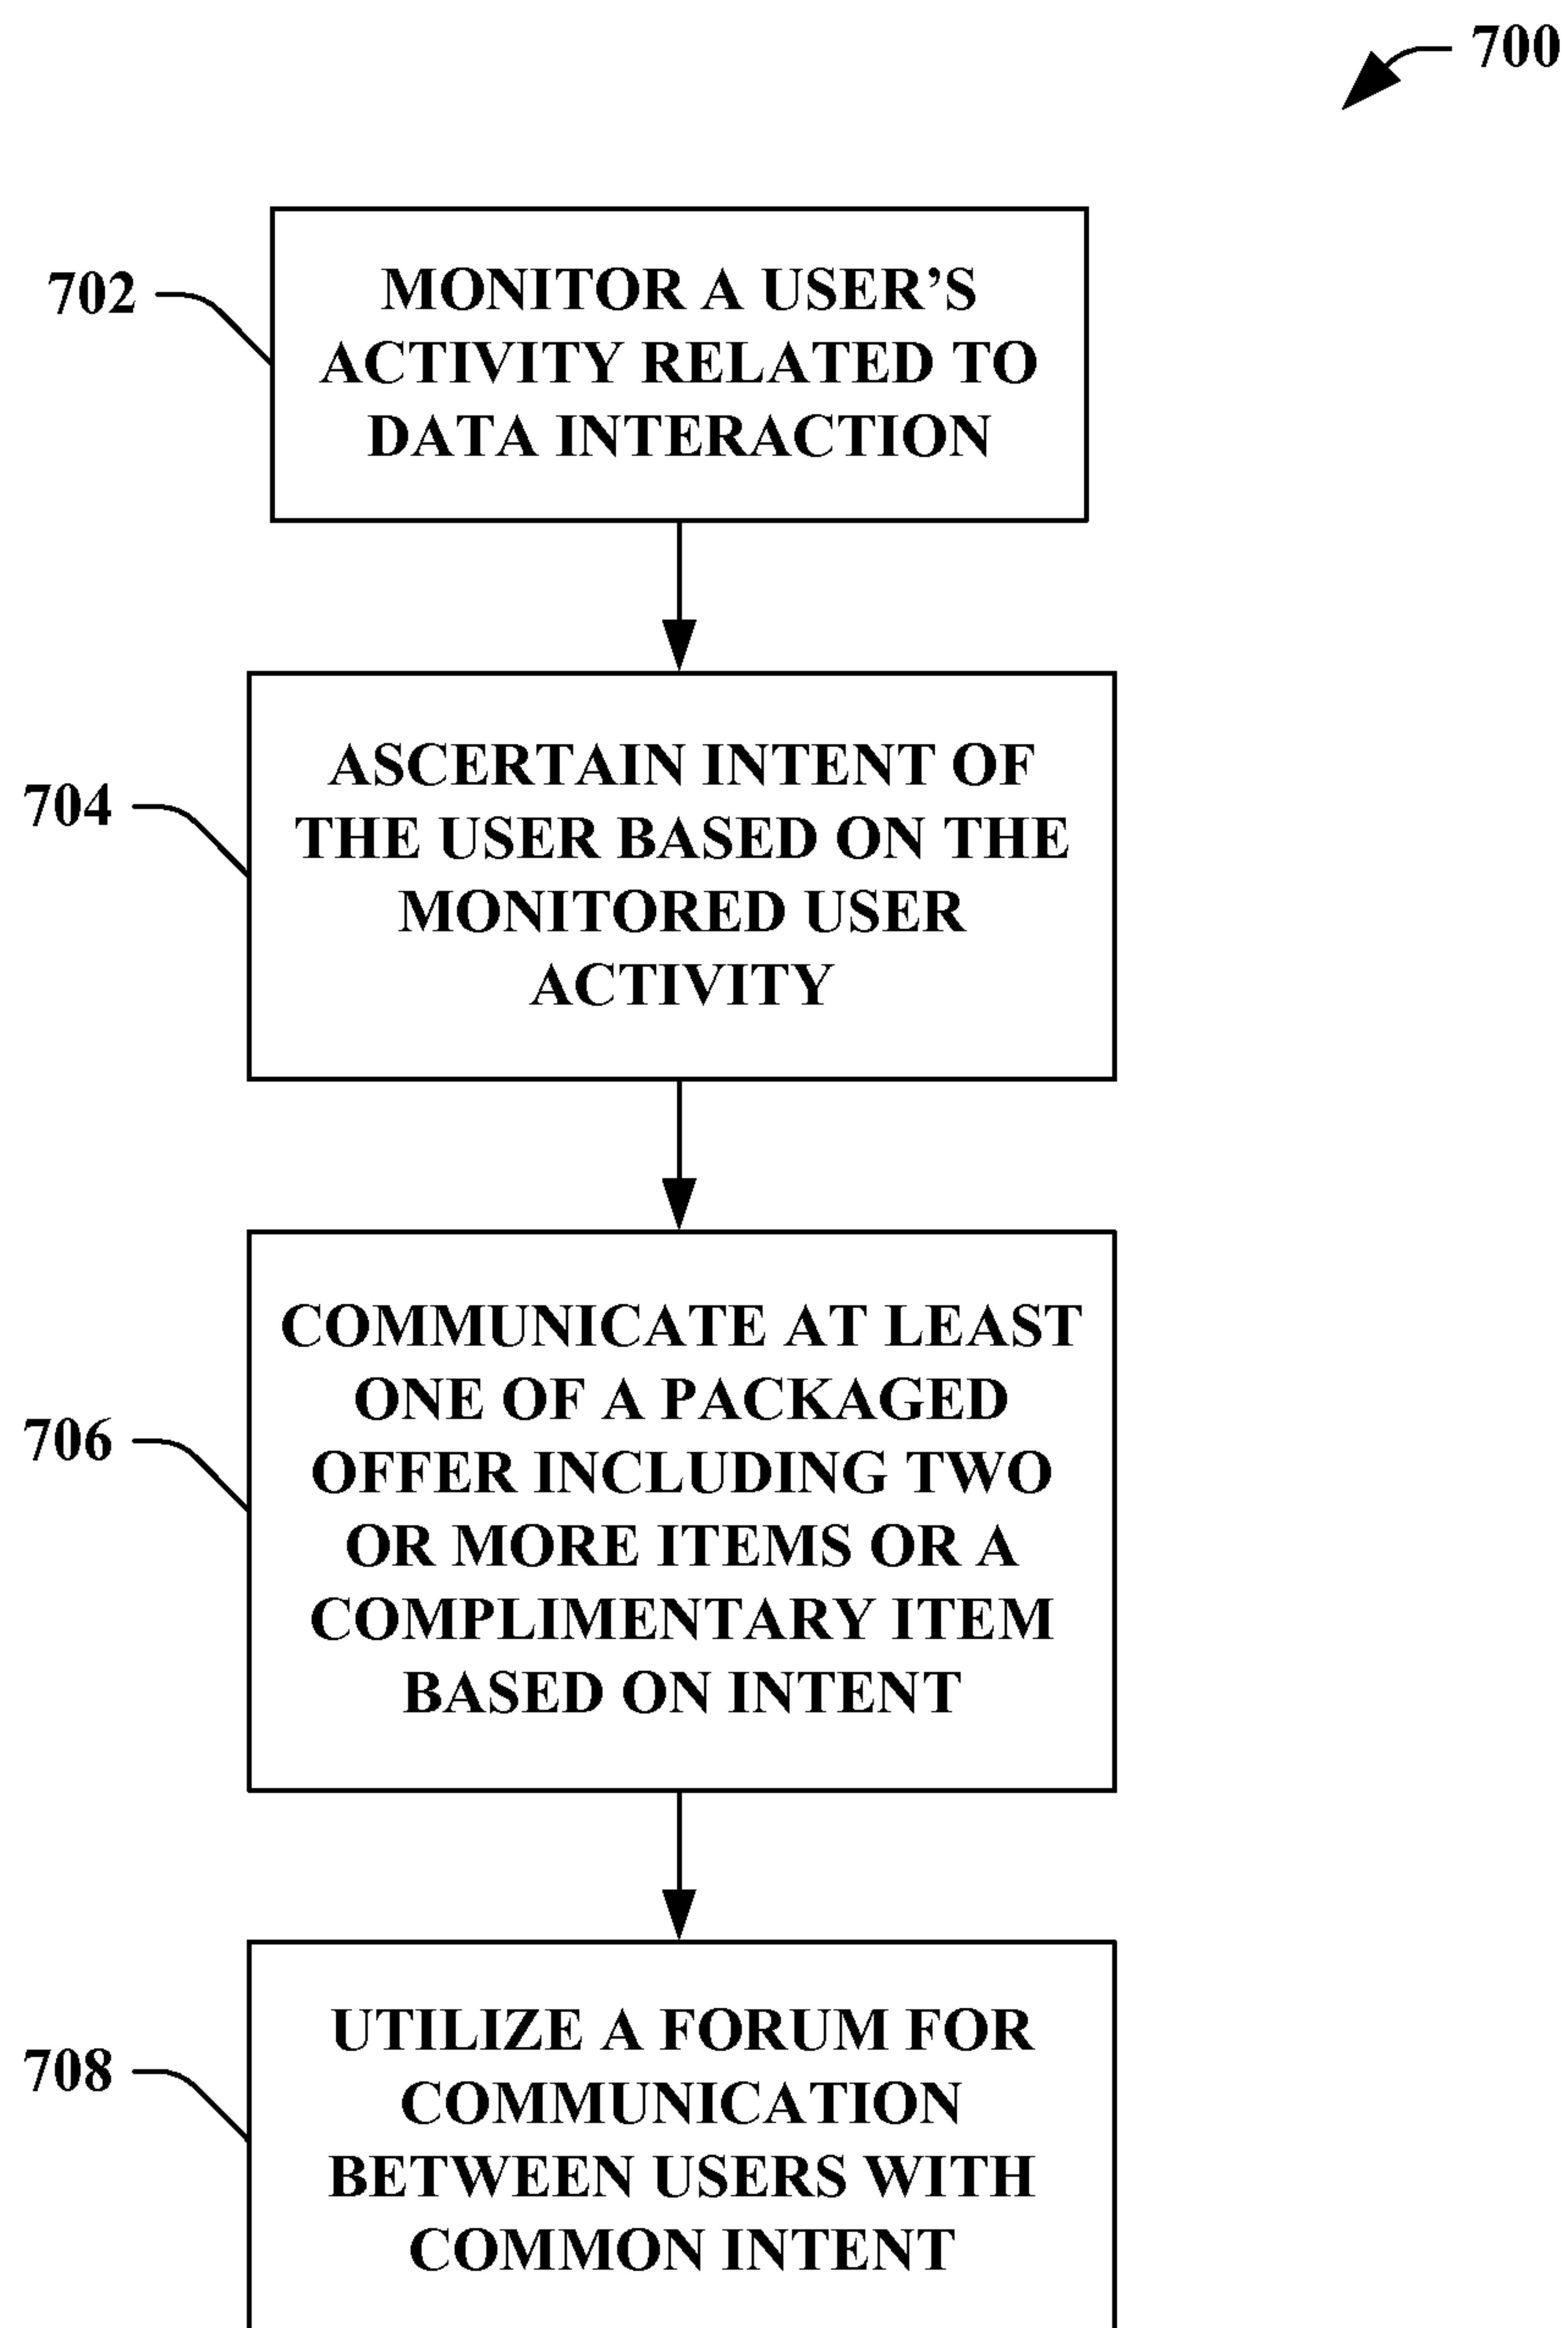 700
702
MONITOR A USER’S
ACTIVITY RELATED TO
DATA INTERACTION
704
ASCERTAIN INTENT OF
THE USER BASED ON THE
MONITORED USER
ACTIVITY
706
COMMUNICATE AT LEAST
ONE OF A PACKAGED
OFFER INCLUDING TWO
OR MORE ITEMS OR A
COMPLIMENTARY ITEM
BASED ON INTENT
708
UTILIZE A FORUM FOR
COMMUNICATION
BETWEEN USERS WITH
COMMON INTENT